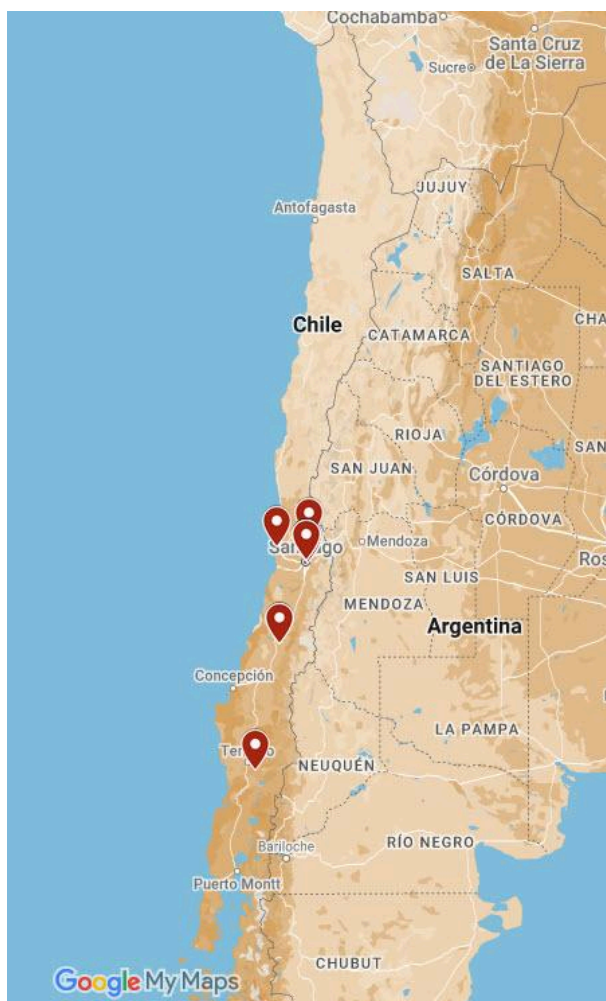 Cochabamba
Santa Cruz
de La Sierra
Sucre
JUJUY
Antofagasta
SALTA
Chile
CHA
CATAMARCA
SANTIAGO
DEL ESTERO
RIOJA
SAN
SAN JUAN
Córdova
CÓRDOVA
Mendoza
Ros
SAN LUIS
MENDOZA
Argentina
Concepción
LA PAMPA
NEUQUÉN
RÍO NEGRO
Bariloche
Puerto Montt
CHUBUT
Google My Maps